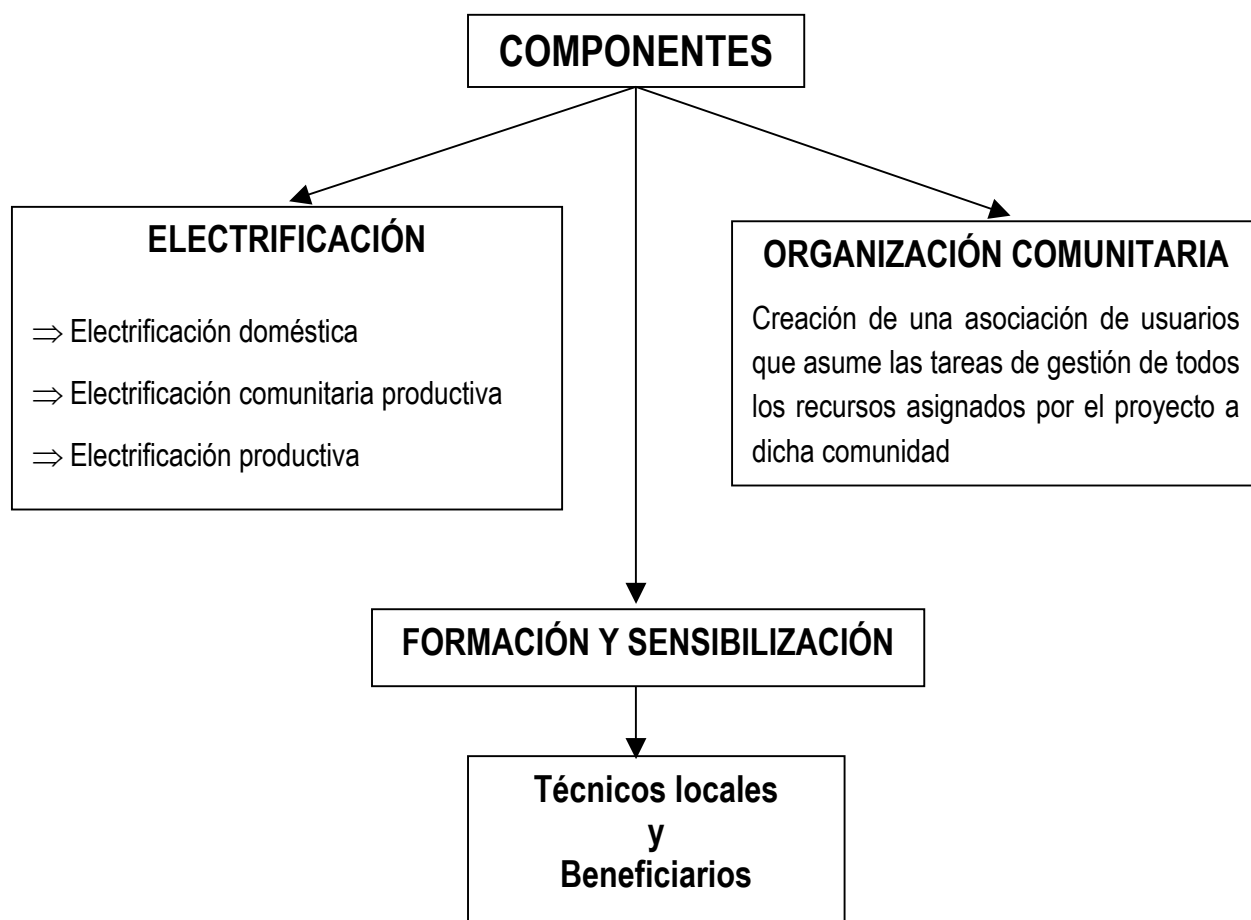 COMPONENTES
ELECTRIFICACIÓN
⇒ Electrificación doméstica
⇒ Electrificación comunitaria productiva
⇒ Electrificación productiva
ORGANIZACIÓN COMUNITARIA
Creación de una asociación de usuarios
que asume las tareas de gestión de todos
los recursos asignados por el proyecto a
dicha comunidad
FORMACIÓN Y SENSIBILIZACIÓN
Técnicos locales
y
Beneficiarios